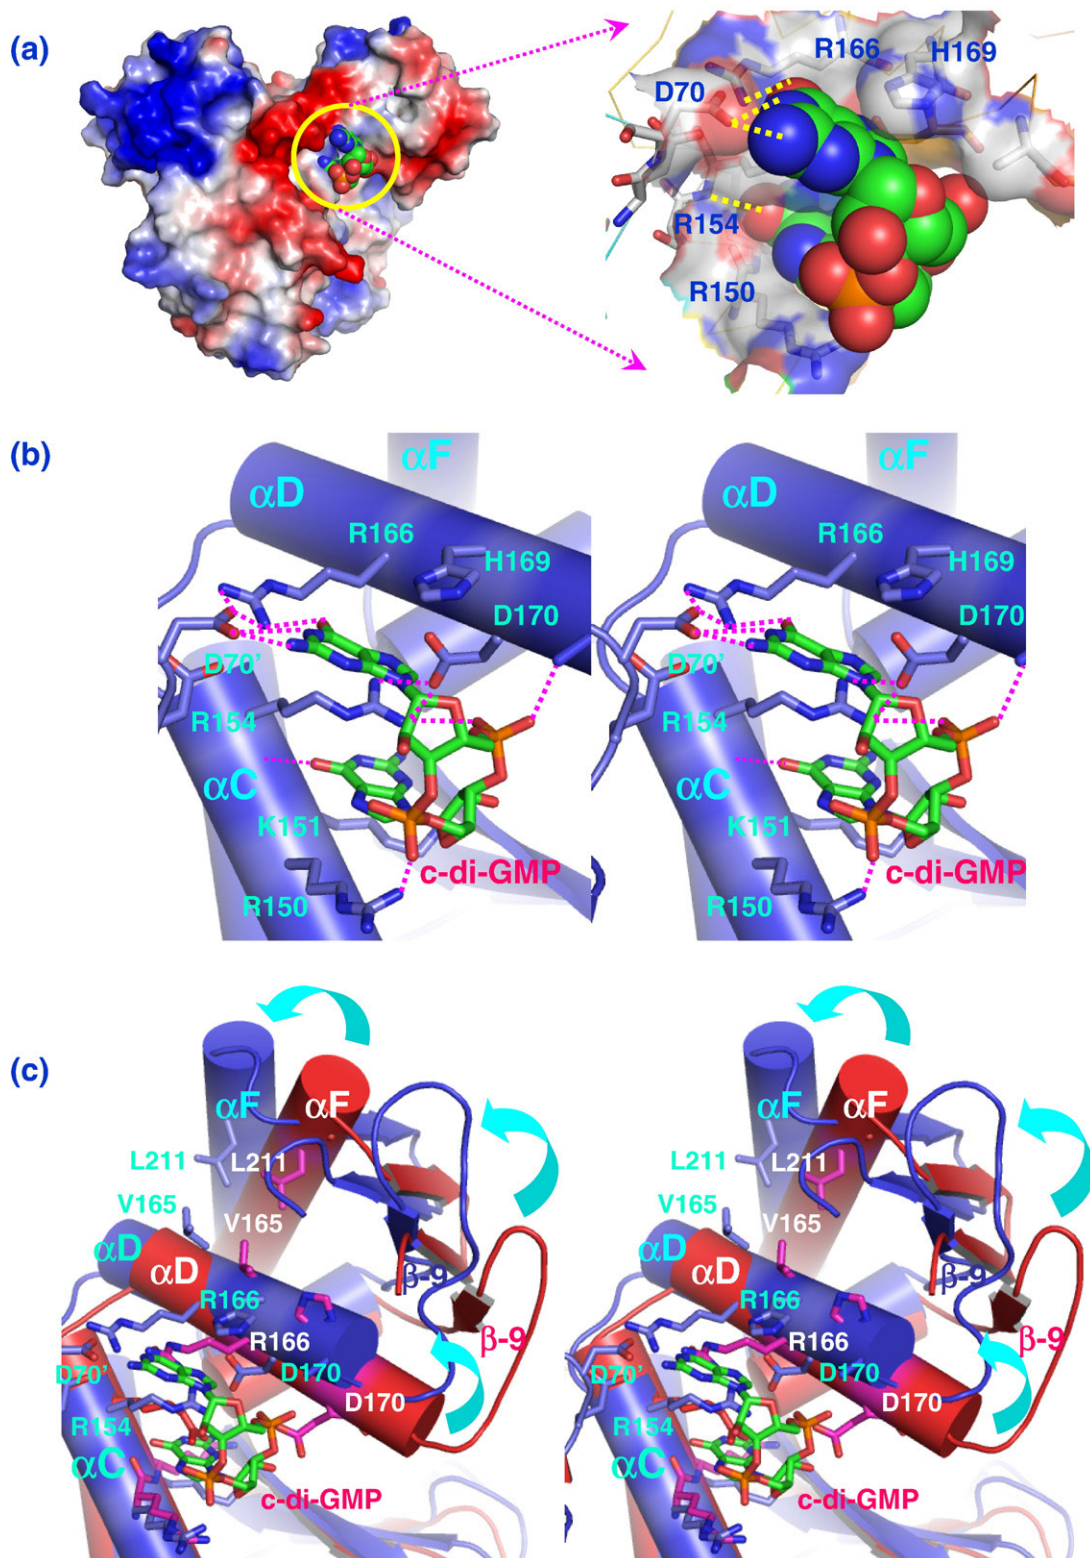 (a)
R166
H169
D70
R154
R150
(b)
αF
αD
R166
H169
D170
D70’
R154
αC
K151
c-di-GMP
R150
αF
αD
R166
H169
D170
D70’
R154
αC
K151
c-di-GMP
R150
(c)
αF
αF
L211
L211
V165
V165
αD
αD
β-9
R166
R166
β-9
D70’
D170
D170
R154
αC
c-di-GMP
αF
αF
L211
L211
V165
V165
αD
αD
β-9
R166
R166
β-9
D70’
D170
D170
R154
αC
c-di-GMP